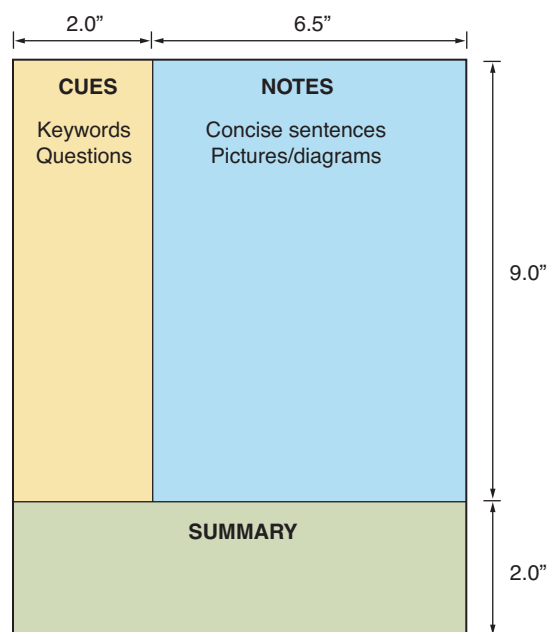 2.0”
6.5”
CUES
Keywords
Questions
NOTES
Concise sentences
Pictures/diagrams
9.0”
SUMMARY
2.0”